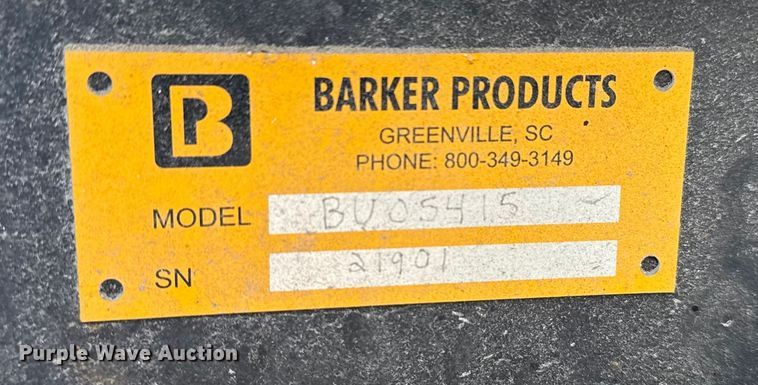 BARKER PRODUCTS
GREENVILLE, SC
PHONE: 800-349-3149
MODEL BU05415
SN 21901
Purple Wave Auction